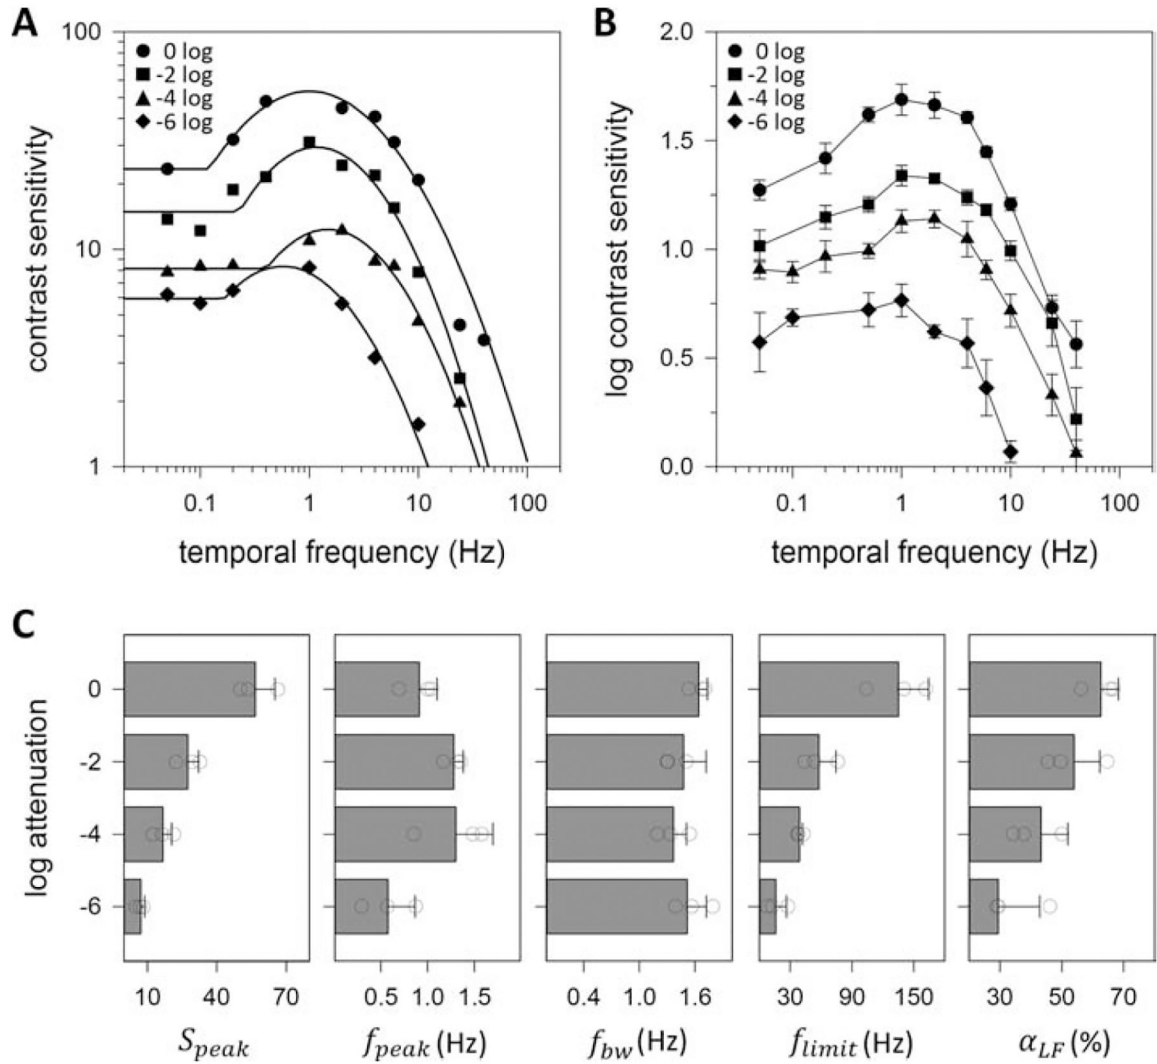 A
100
10
1
contrast sensitivity
0 log
-2 log
-4 log
-6 log
0.1 1 10 100
temporal frequency (Hz)
B
2.0
1.5
1.0
0.5
0.0
log contrast sensitivity
0 log
-2 log
-4 log
-6 log
0.1 1 10 100
temporal frequency (Hz)
C
log attenuation
0
-2
-4
-6
10 40 70
S_peak
0.5 1.0 1.5
f_peak (Hz)
0.4 1.0 1.6
f_bw (Hz)
30 90 150
f_limit (Hz)
30 50 70
α_LF (%)